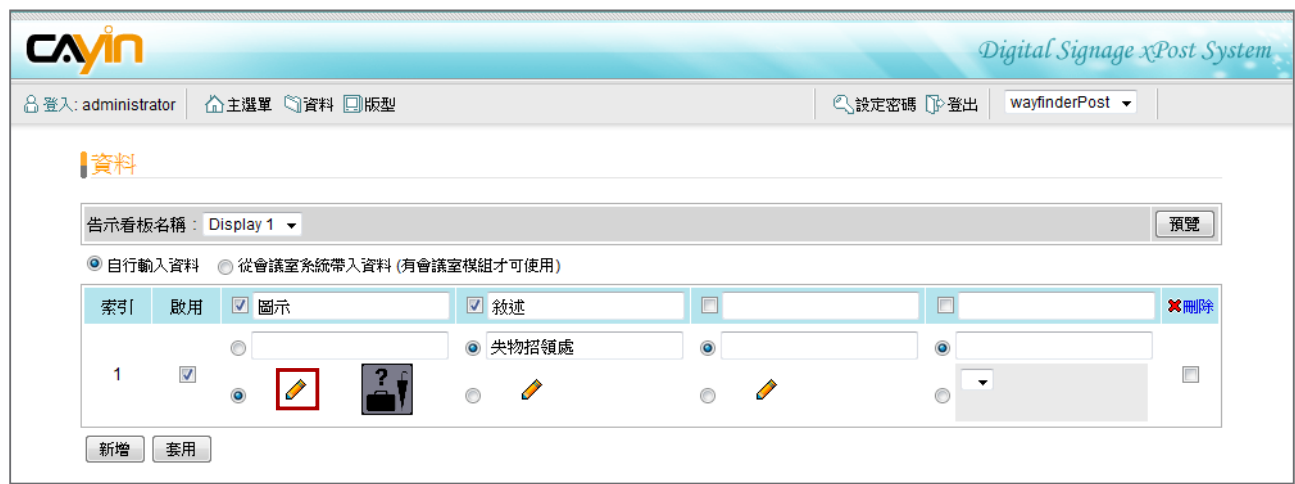 CAYIN
Digital Signage xPost System
登入: administrator 主選單 資料 版型 設定密碼 登出 wayfinderPost
資料
告示看板名稱 : Display 1 預覽
自行輸入資料 從會議室系統帶入資料 (有會議室模組才可使用)
索引 啟用 圖示 敘述 刪除
失物招領處
1
新增 套用